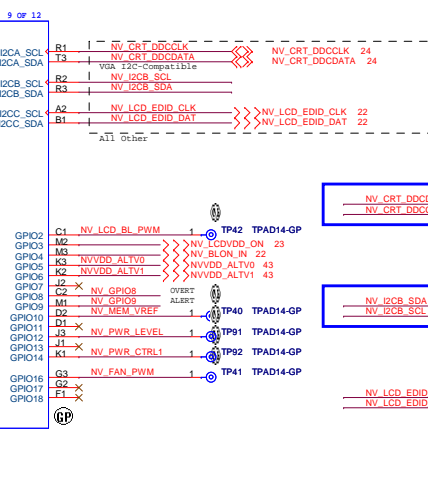 9 OF 12
I2CA_SCL R1 NV_CRT_DDCCLK NV_CRT_DDCCLK 24
I2CA_SDA T3 NV_CRT_DDCDATA NV_CRT_DDCDATA 24
VGA I2C-Compatible
I2CB_SCL R2 NV_I2CB_SCL
I2CB_SDA R3 NV_I2CB_SDA
I2CC_SCL A2 NV_LCD_EDID_CLK NV_LCD_EDID_CLK 22
I2CC_SDA B1 NV_LCD_EDID_DAT NV_LCD_EDID_DAT 22
All Other
NV_CRT_DDCD
NV_CRT_DDCC
GPIO2 C1 NV_LCD_BL_PWM 1 TP42 TPAD14-GP
GPIO3 M2 NV_LCDVDD_ON 23
GPIO4 M3 NV_BLON_IN 22
GPIO5 K3 NVVDD_ALTV0 NVVDD_ALTV0 43
GPIO6 K2 NVVDD_ALTV1 NVVDD_ALTV1 43
GPIO7 J2
GPIO8 C2 NV_GPIO8 OVERT
GPIO9 M1 NV_GPIO9 ALERT
NV_I2CB_SDA
NV_I2CB_SCL
GPIO10 D2 NV_MEM_VREF 1 TP40 TPAD14-GP
GPIO11 D1
GPIO12 J3 NV_PWR_LEVEL 1 TP91 TPAD14-GP
GPIO13 J1
GPIO14 K1 NV_PWR_CTRL1 1 TP92 TPAD14-GP
GPIO16 G3 NV_FAN_PWM 1 TP41 TPAD14-GP
GPIO17 G2
GPIO18 F1
NV_LCD_EDID
NV_LCD_EDID
GP